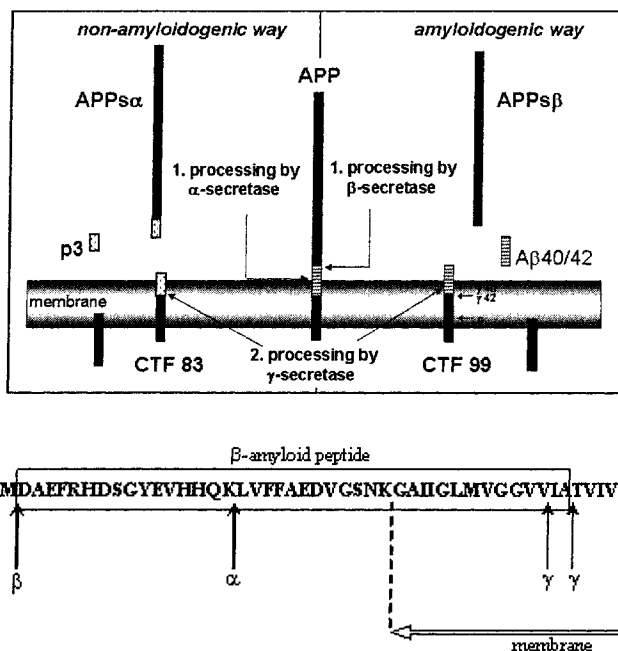 non-amyloidogenic way
amyloidogenic way
APP
APPsα
APPsβ
1. processing by
α-secretase
1. processing by
β-secretase
p3
Aβ40/42
membrane
γ42
CTF 83
2. processing by
γ-secretase
CTF 99
β-amyloid peptide
MDAEFRHDSGYEVHHQKLVFFAEDVGSNKGAIIGLMVGGVVIATVIV
β
α
γ
γ
membrane